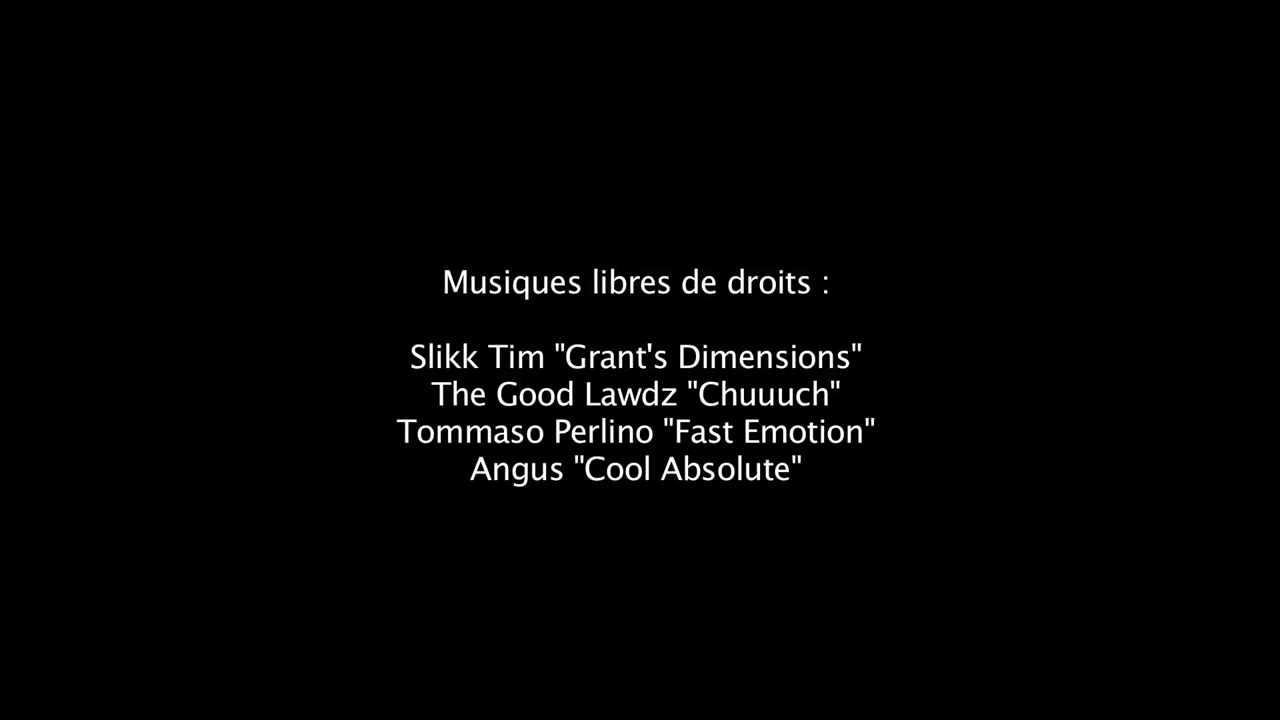 Musiques libres de droits :
Slikk Tim "Grant's Dimensions"
The Good Lawdz "Chuuuch"
Tommaso Perlino "Fast Emotion"
Angus "Cool Absolute"